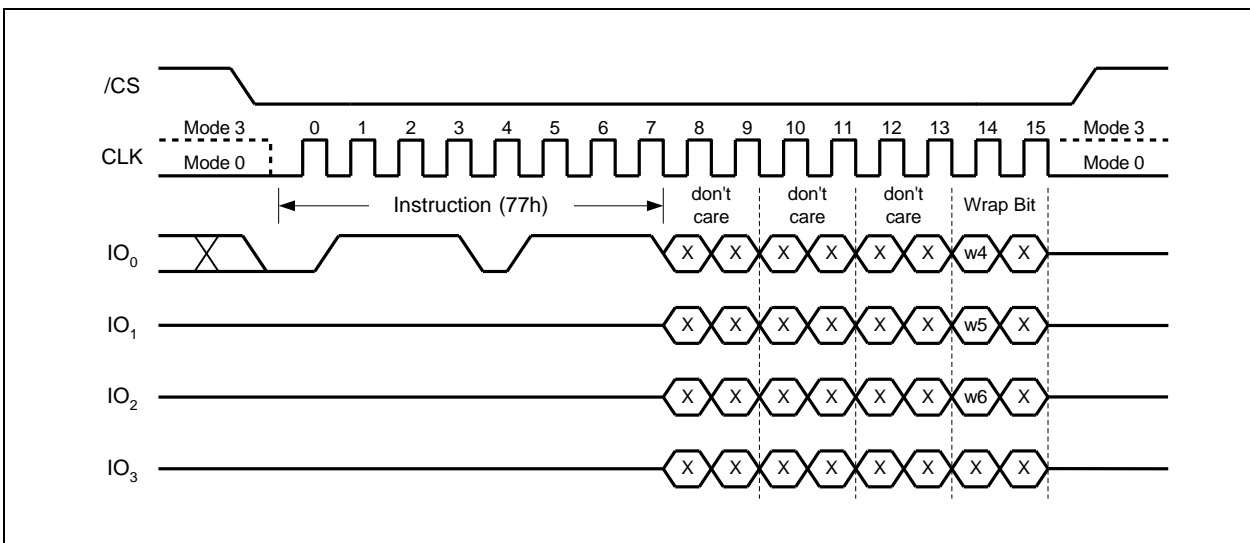 /CS
Mode 3 0 1 2 3 4 5 6 7 8 9 10 11 12 13 14 15 Mode 3
CLK
Mode 0 Mode 0
Instruction (77h) don't care don't care don't care Wrap Bit
IO0 X X X X X X w4 X
IO1 X X X X X X w5 X
IO2 X X X X X X w6 X
IO3 X X X X X X X X